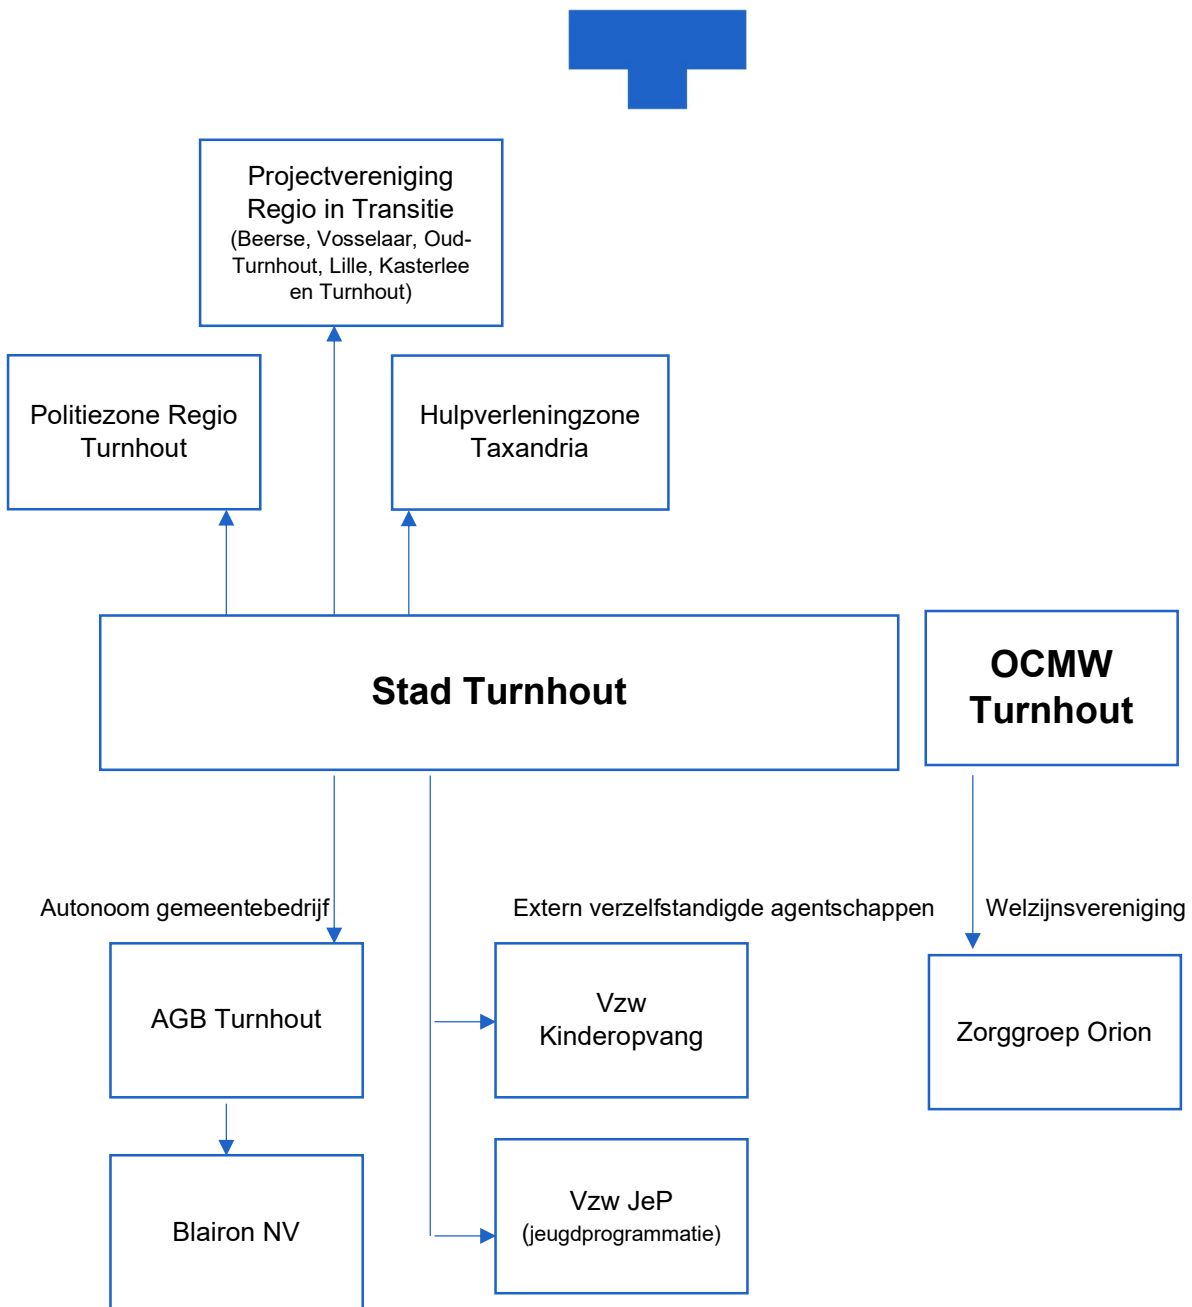 Projectvereniging
Regio in Transitie
(Beerse, Vosselaar, Oud-
Turnhout, Lille, Kasterlee
en Turnhout)
Politiezone Regio
Turnhout
Hulpverleningzone
Taxandria
Stad Turnhout
OCMW
Turnhout
Autonoom gemeentebedrijf
Extern verzelfstandigde agentschappen
Welzijnsvereniging
AGB Turnhout
Vzw
Kinderopvang
Zorggroep Orion
Blairon NV
Vzw JeP
(jeugdprogrammatie)